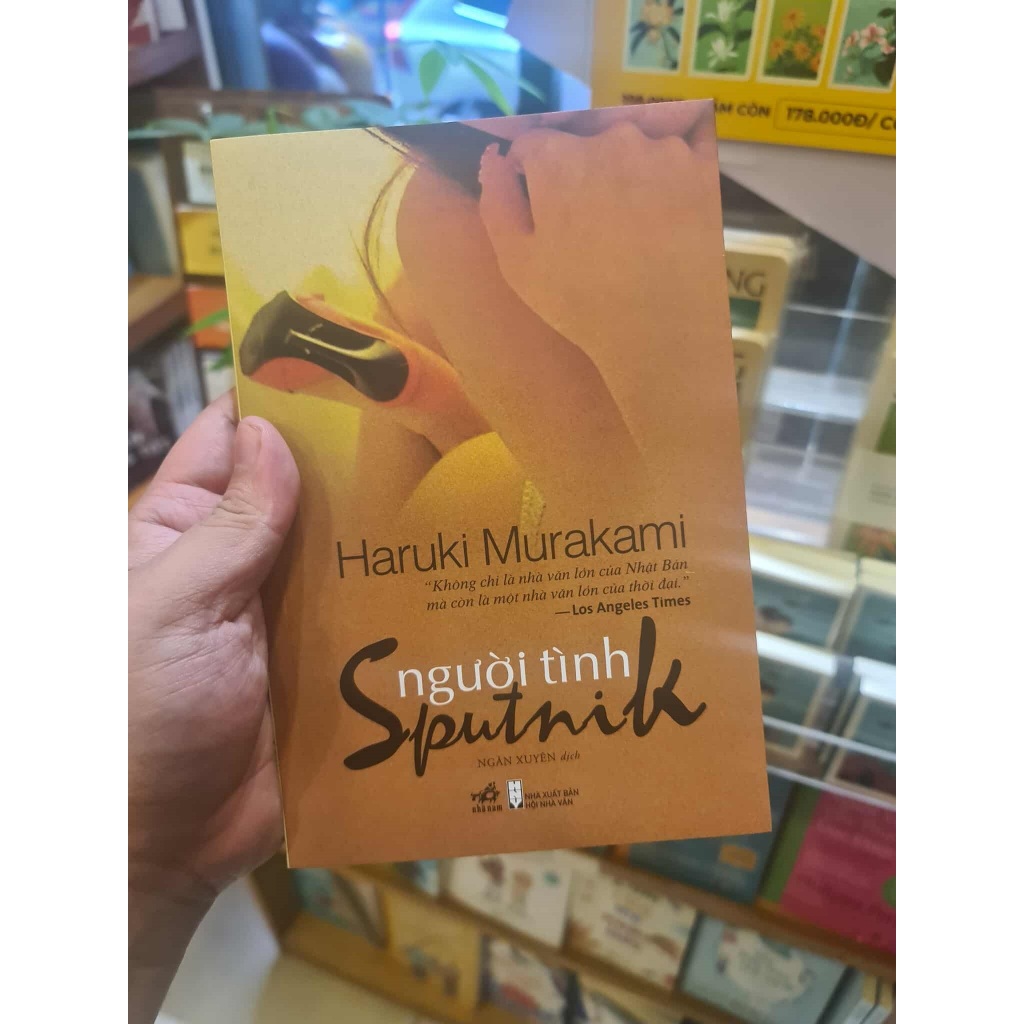 178.000Đ/
Haruki Murakami
“Không chỉ là nhà văn lớn của Nhật Bản
mà còn là một nhà văn lớn của thời đại.”
—Los Angeles Times
người tình
Sputnik
NGÂN XUYÊN dịch
nhã nam
NHÀ XUẤT BẢN
HỘI NHÀ VĂN